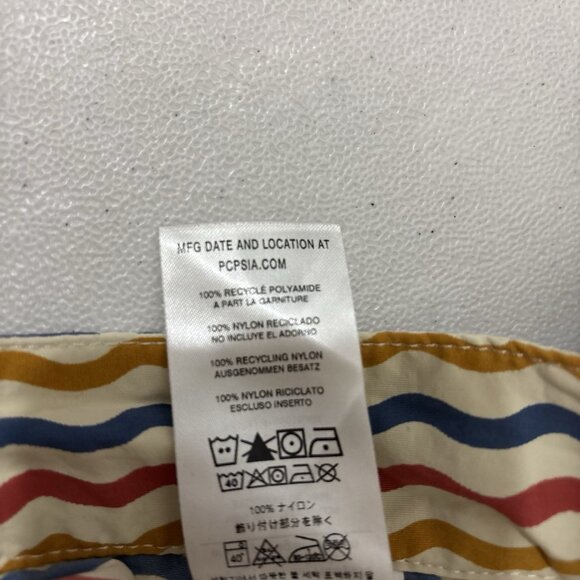 MFG DATE AND LOCATION AT
PCPSIA.COM
100% RECYCLÉ POLYAMIDE
A PART LA GARNITURE
100% NYLON RECICLADO
NO INCLUYE EL ADORNO
100% RECYCLING NYLON
AUSGENOMMEN BESATZ
100% NYLON RICICLATO
ESCLUSO INSERTO
40
100% ナイロン
飾り付け部分を除く
40°